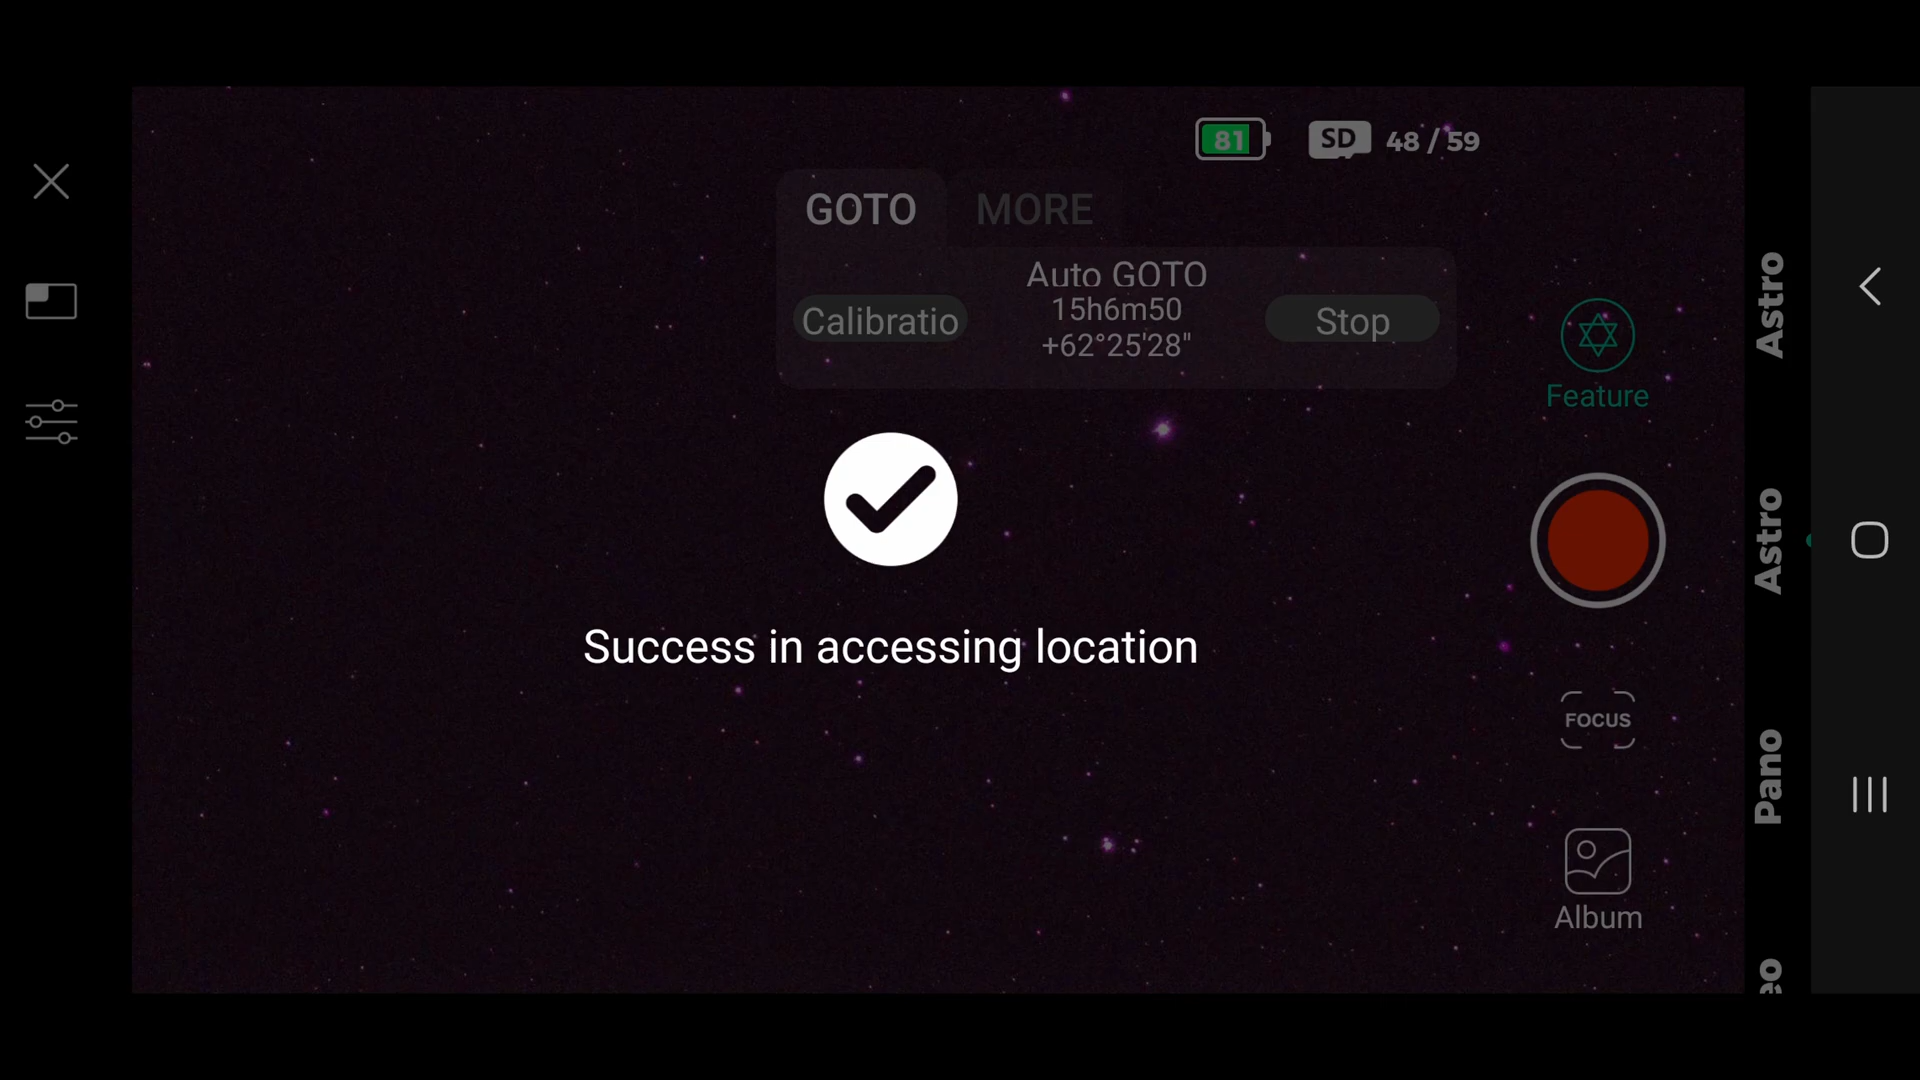 81
SD
48 / 59
GOTO
MORE
Auto GOTO
15h6m50
+62°25'28"
Calibratio
Stop
Feature
Success in accessing location
FOCUS
Album
Astro
Astro
Pano
eo